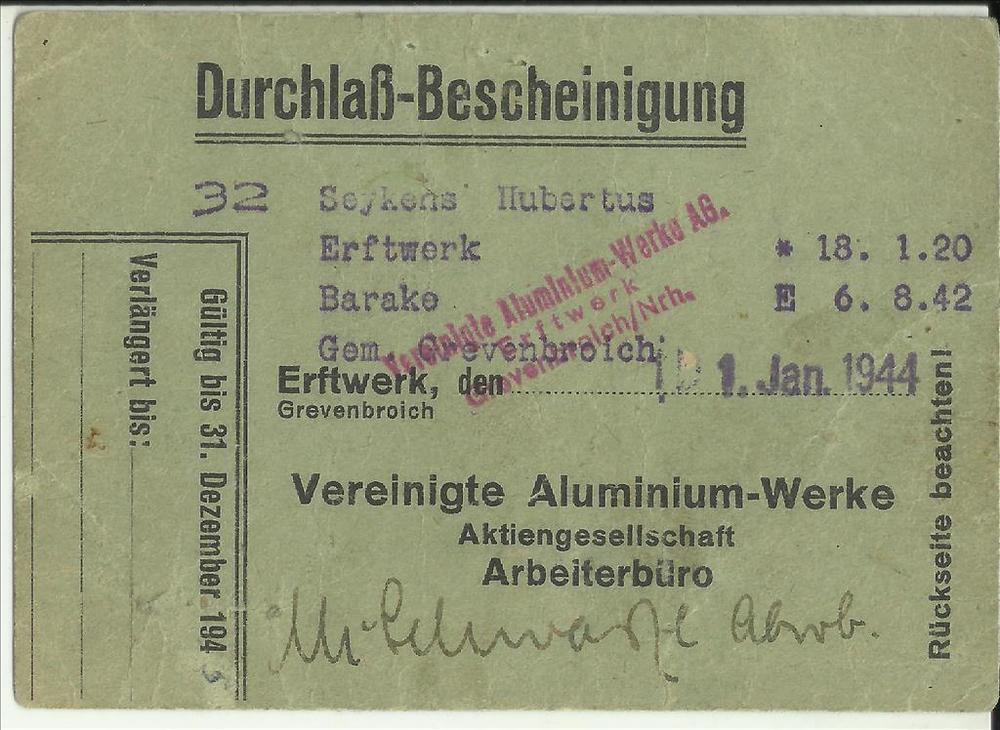 Durchlaß-Bescheinigung
32 Seykens Hubertus
Erftwerk * 18. 1.20
Barake E 6. 8.42
Gem. Grevenbroich
Vereinigte Aluminium-Werke AG.
Erftwerk
Grevenbroich/Nrh.
Erftwerk, den 1. Jan. 1944
Grevenbroich
Vereinigte Aluminium-Werke
Aktiengesellschaft
Arbeiterbüro
Gültig bis 31. Dezember 194
Verlängert bis:
Rückseite beachten!